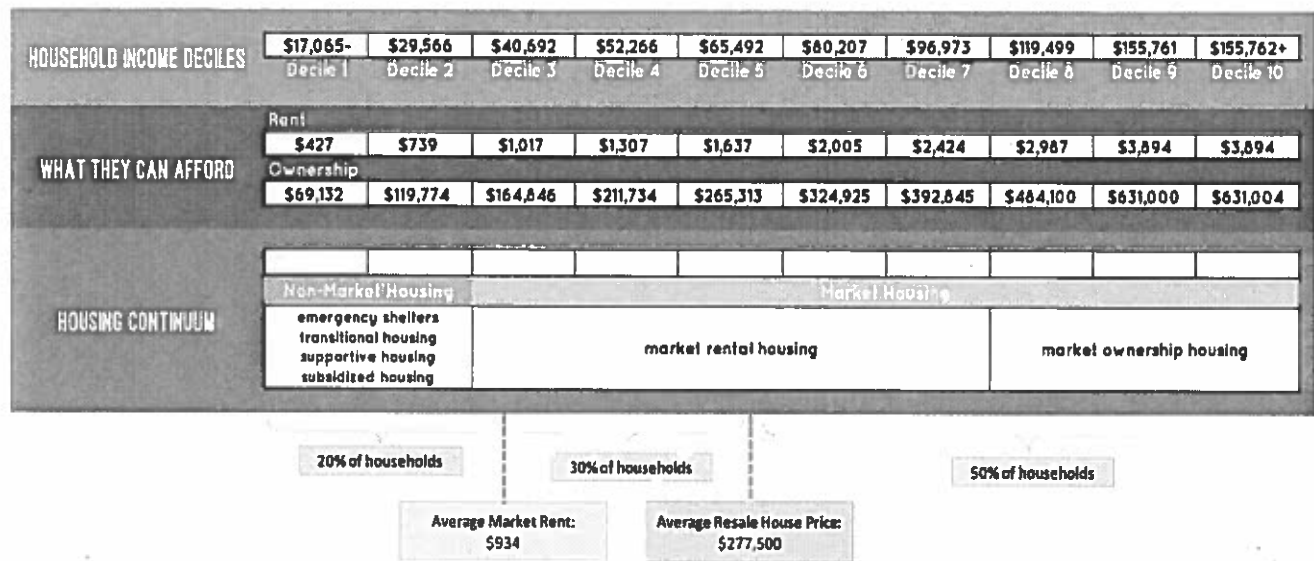 HOUSEHOLD INCOME DECILES
$17,065- $29,566 $40,692 $52,266 $65,492 $80,207 $96,973 $119,499 $155,761 $155,762+
Decile 1 Decile 2 Decile 3 Decile 4 Decile 5 Decile 6 Decile 7 Decile 8 Decile 9 Decile 10
WHAT THEY CAN AFFORD
Rent
$427 $739 $1,017 $1,307 $1,637 $2,005 $2,424 $2,987 $3,894 $3,894
Ownership
$69,132 $119,774 $164,846 $211,734 $265,313 $324,925 $392,845 $484,100 $631,000 $631,004
HOUSING CONTINUUM
Non-Market Housing Market Housing
emergency shelters
transitional housing
supportive housing
subsidized housing
market rental housing
market ownership housing
20% of households
30% of households
50% of households
Average Market Rent:
$934
Average Resale House Price:
$277,500